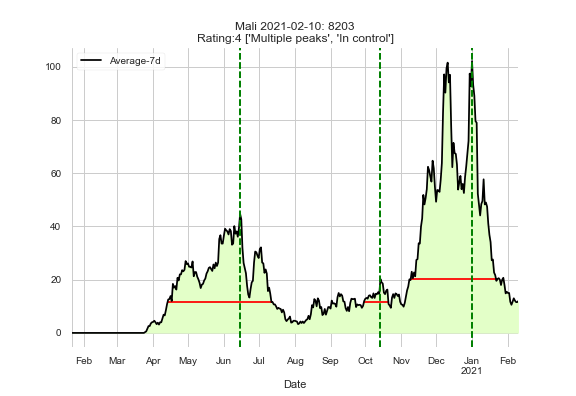 Mali 2021-02-10: 8203
Rating:4 ['Multiple peaks', 'In control']
Average-7d
100
80
60
40
20
0
Feb Mar Apr May Jun Jul Aug Sep Oct Nov Dec Jan Feb
2021
Date